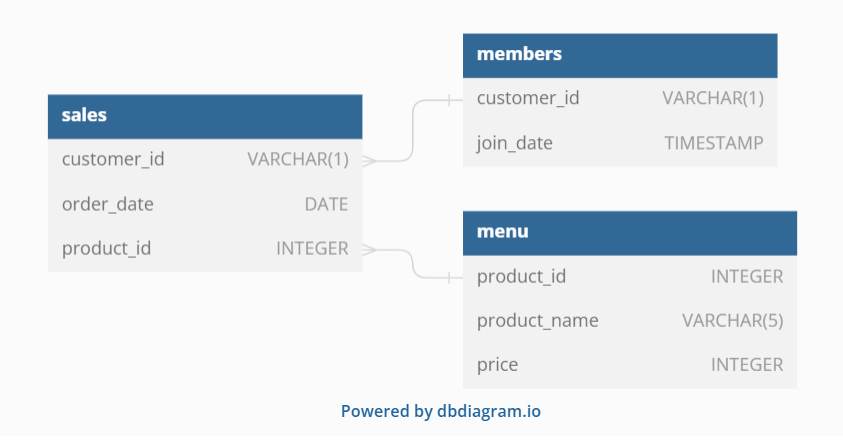 sales
customer_id VARCHAR(1)
order_date DATE
product_id INTEGER
members
customer_id VARCHAR(1)
join_date TIMESTAMP
menu
product_id INTEGER
product_name VARCHAR(5)
price INTEGER
Powered by dbdiagram.io